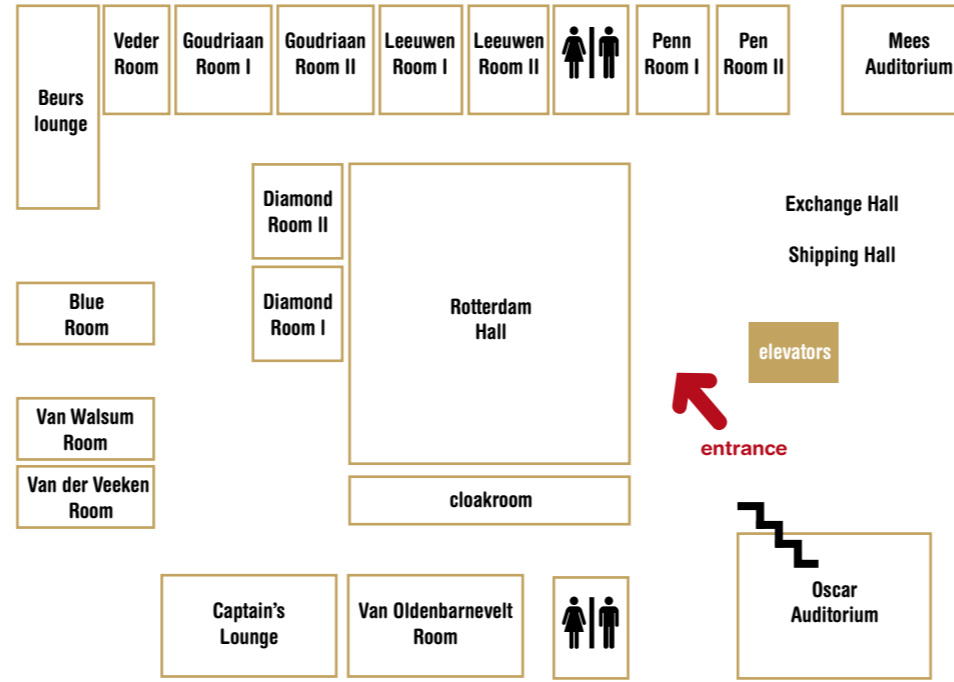 Beurs
lounge
Veder
Room
Goudriaan
Room I
Goudriaan
Room II
Leeuwen
Room I
Leeuwen
Room II
Penn
Room I
Pen
Room II
Mees
Auditorium
Diamond
Room II
Exchange Hall
Shipping Hall
Blue
Room
Diamond
Room I
Rotterdam
Hall
elevators
entrance
Van Walsum
Room
Van der Veeken
Room
cloakroom
Captain's
Lounge
Van Oldenbarnevelt
Room
Oscar
Auditorium